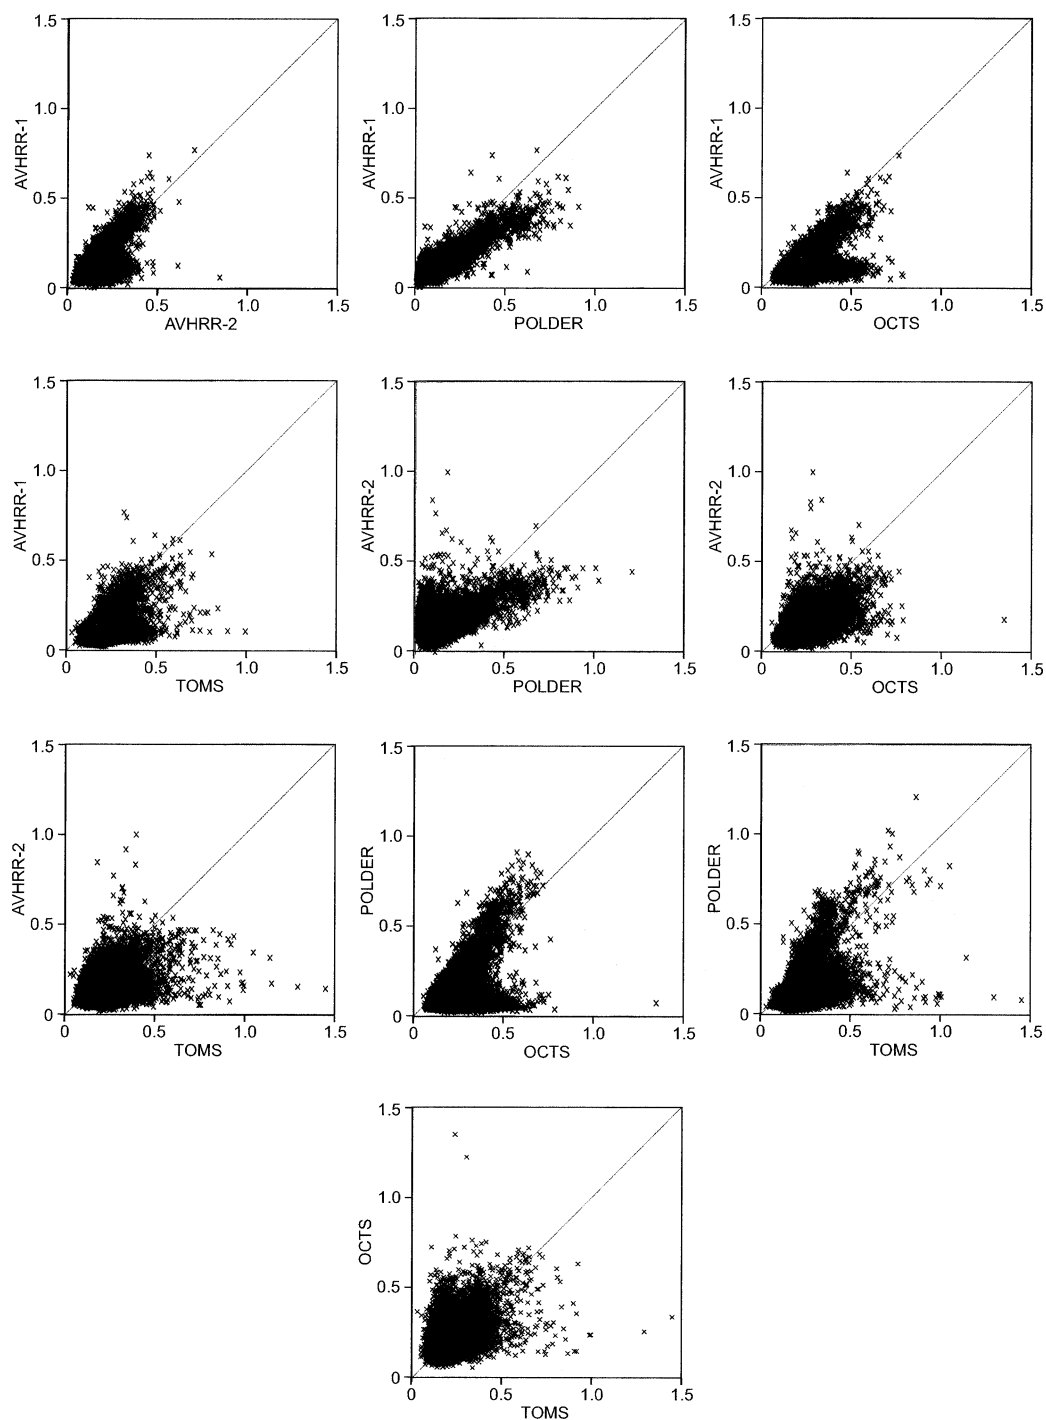 1.5 1.5 1.5
AVHRR-1 AVHRR-1 AVHRR-1
1.0 1.0 1.0
0.5 0.5 0.5
0 0 0
0 0.5 1.0 1.5 0 0.5 1.0 1.5 0 0.5 1.0 1.5
AVHRR-2 POLDER OCTS
1.5 1.5 1.5
AVHRR-1 AVHRR-2 AVHRR-2
1.0 1.0 1.0
0.5 0.5 0.5
0 0 0
0 0.5 1.0 1.5 0 0.5 1.0 1.5 0 0.5 1.0 1.5
TOMS POLDER OCTS
1.5 1.5 1.5
AVHRR-2 POLDER POLDER
1.0 1.0 1.0
0.5 0.5 0.5
0 0 0
0 0.5 1.0 1.5 0 0.5 1.0 1.5 0 0.5 1.0 1.5
TOMS OCTS TOMS
1.5
OCTS
1.0
0.5
0
0 0.5 1.0 1.5
TOMS